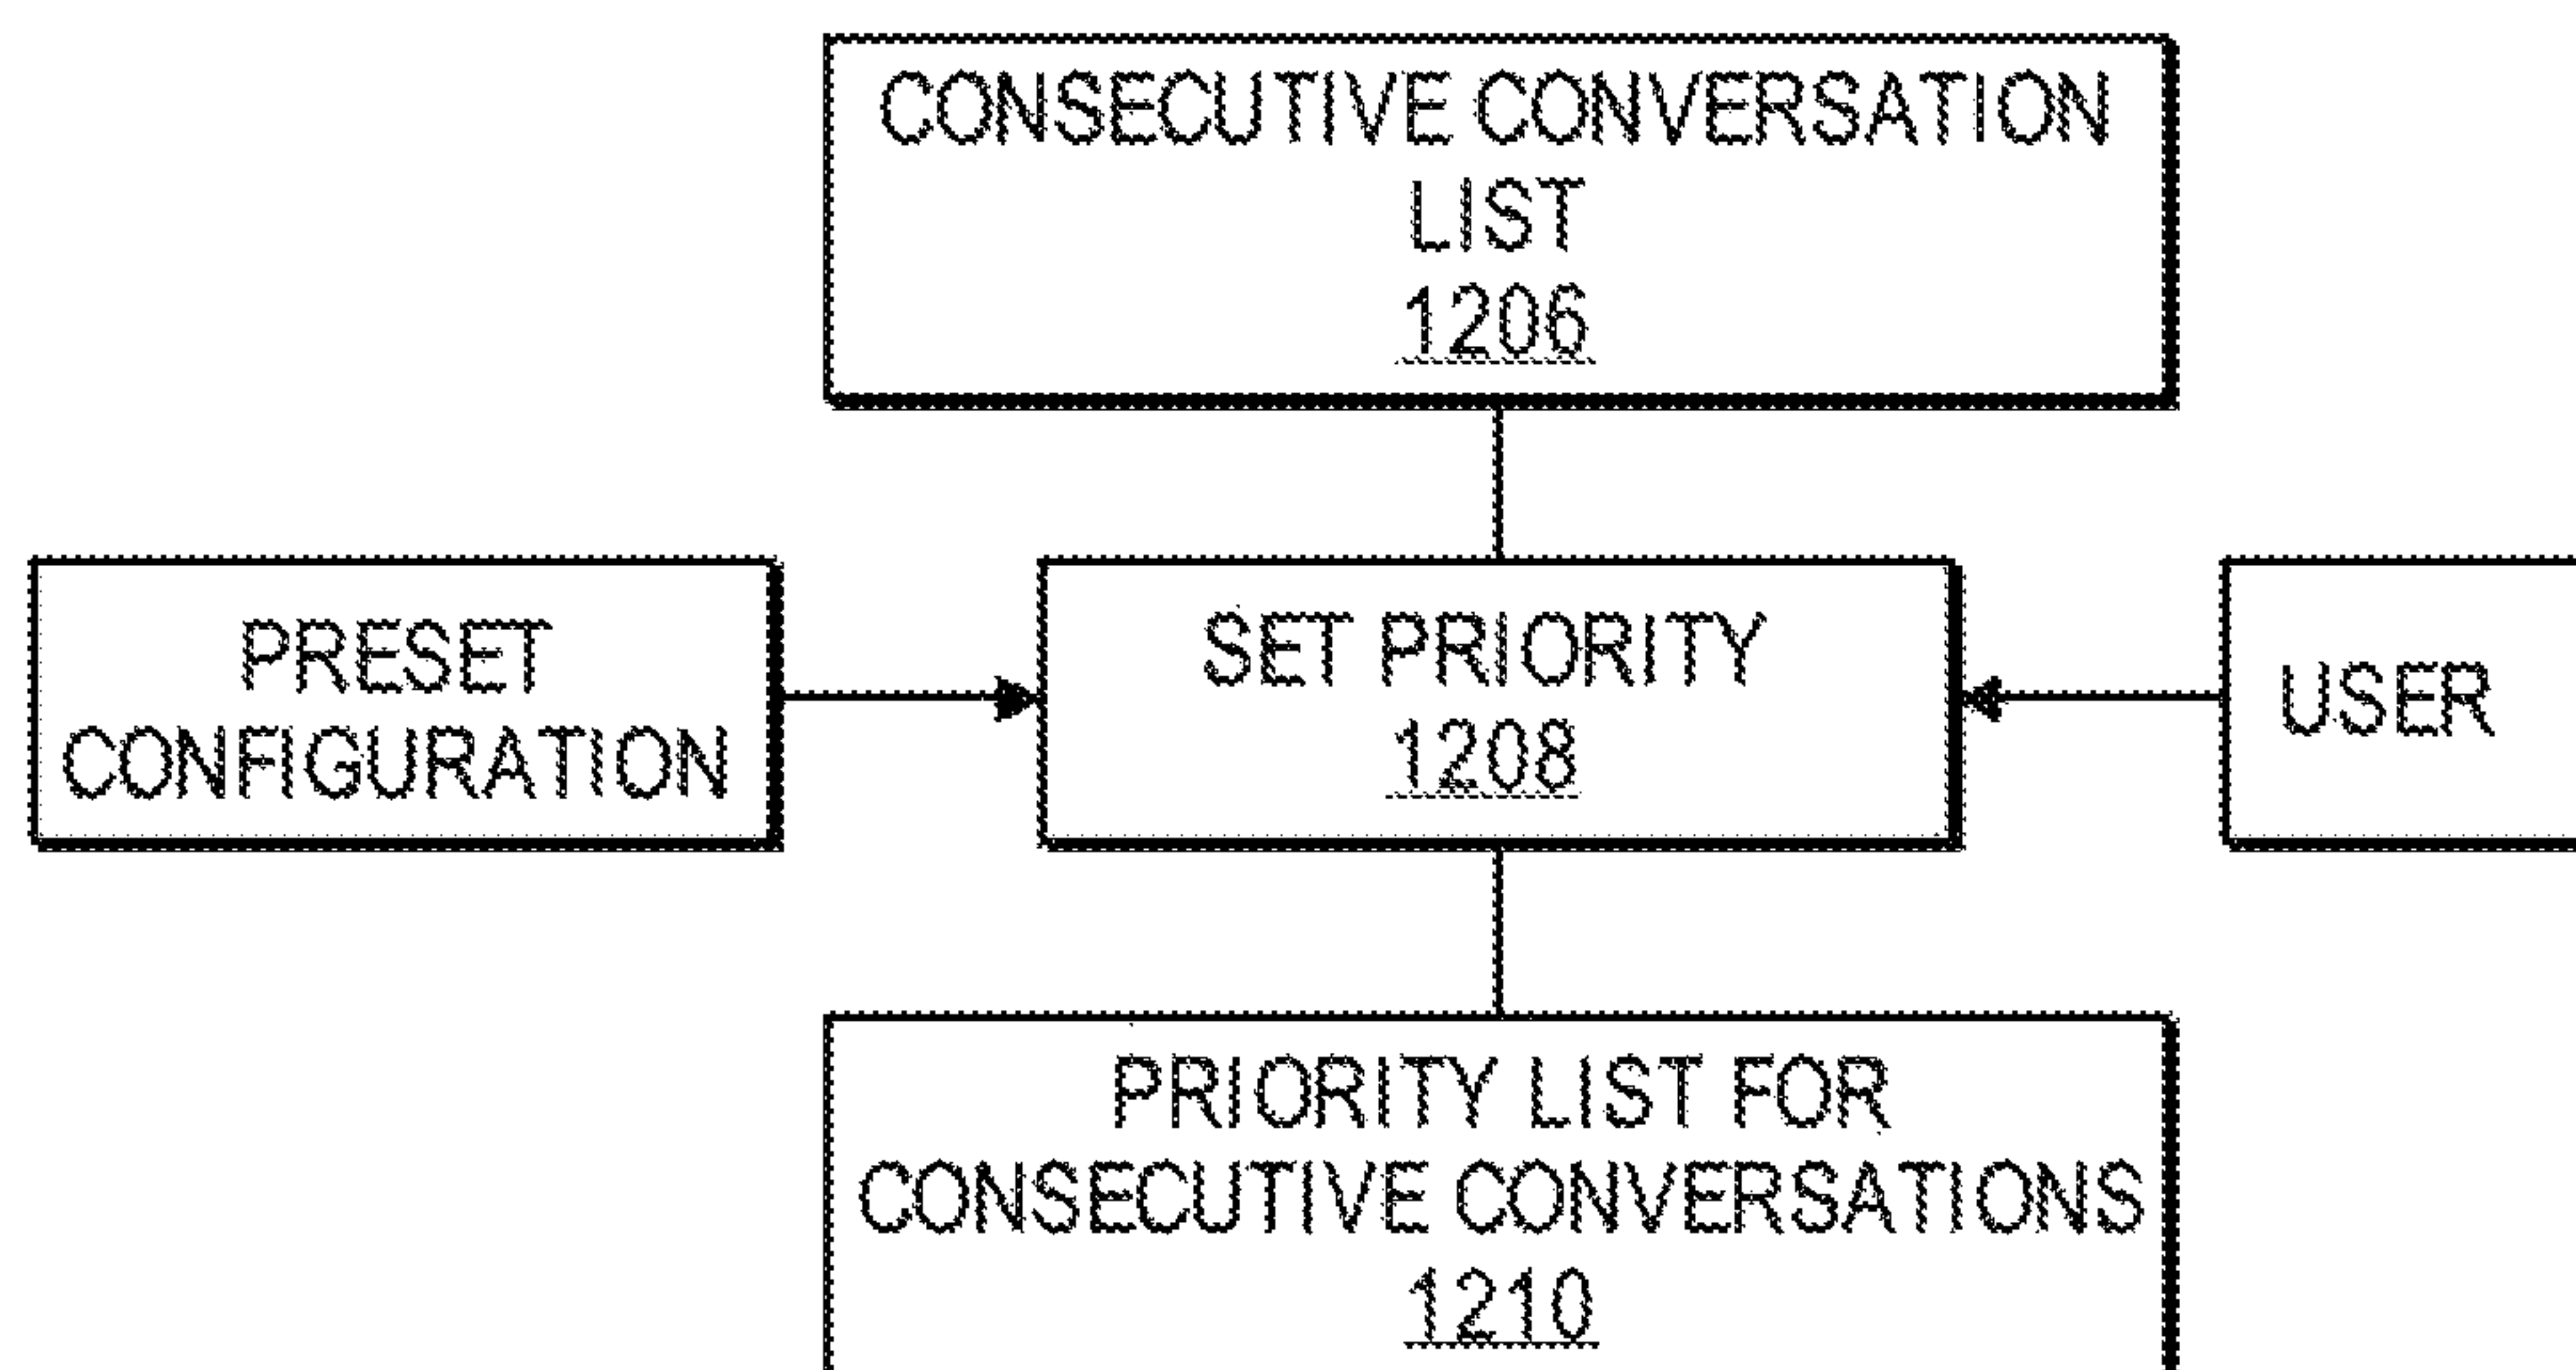 CONSECUTIVE CONVERSATION
LIST
1206
PRESET
CONFIGURATION
SET PRIORITY
1208
USER
PRIORITY LIST FOR
CONSECUTIVE CONVERSATIONS
1210